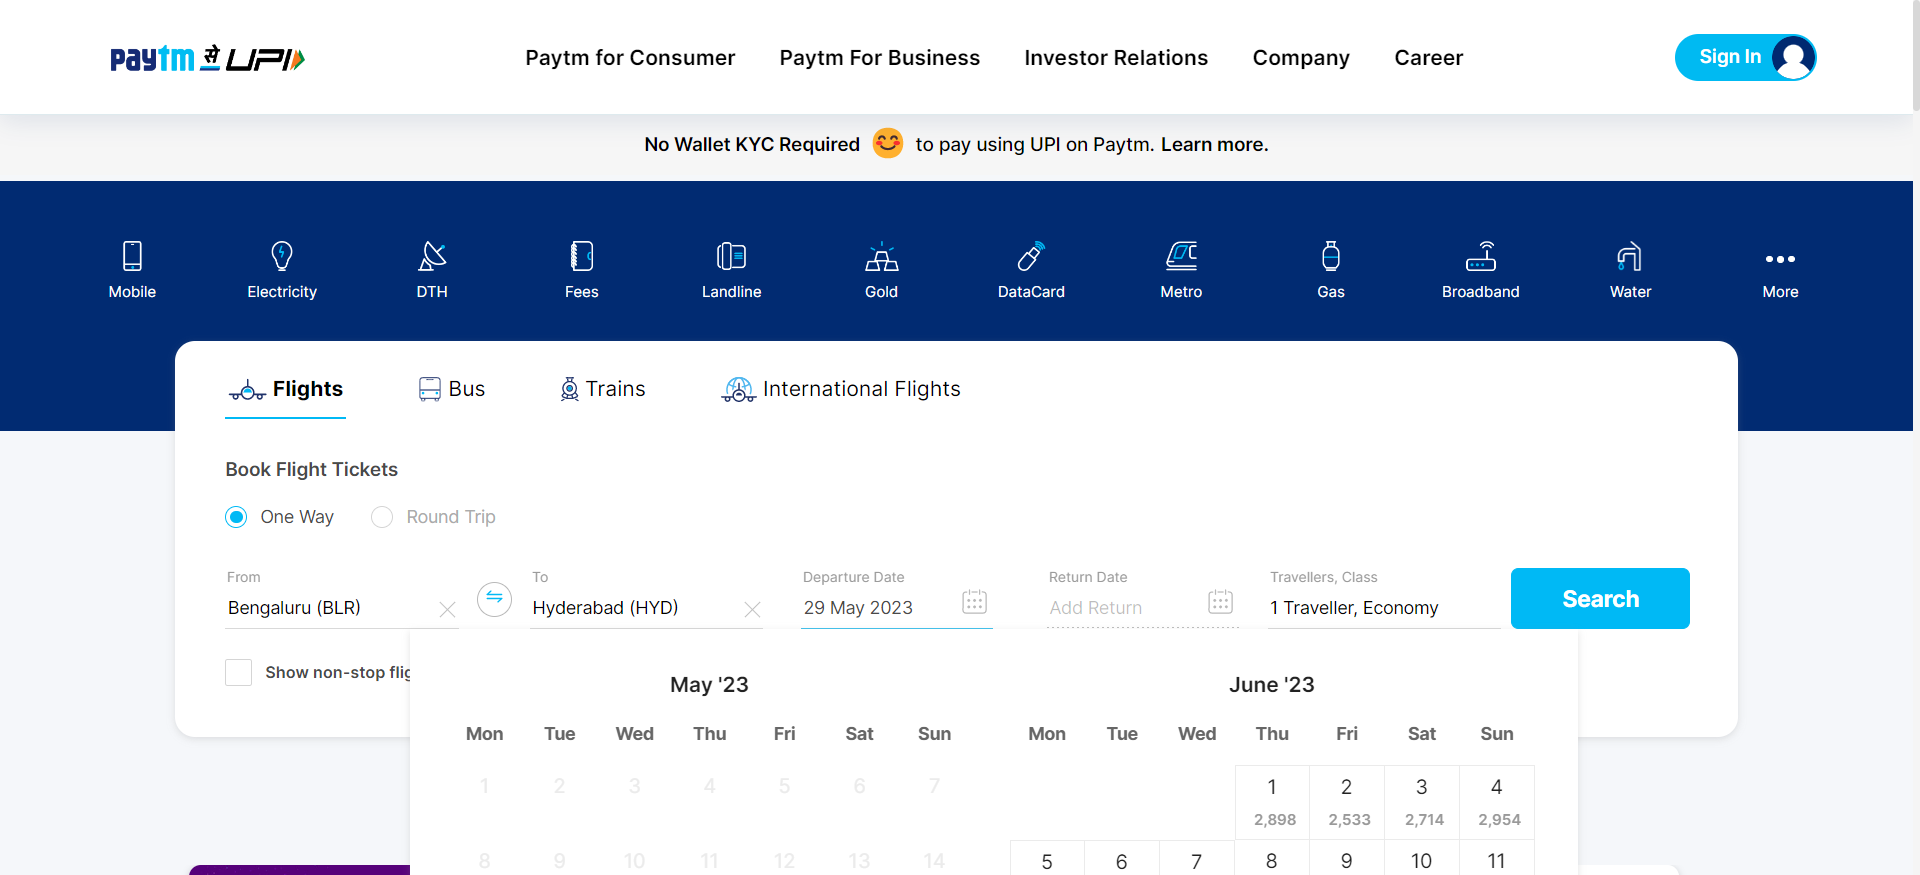 paytm से UPI
Paytm for Consumer Paytm For Business Investor Relations Company Career Sign In
No Wallet KYC Required to pay using UPI on Paytm. Learn more.
Mobile Electricity DTH Fees Landline Gold DataCard Metro Gas Broadband Water More
Flights Bus Trains International Flights
Book Flight Tickets
One Way Round Trip
From To Departure Date Return Date Travellers, Class
Bengaluru (BLR) Hyderabad (HYD) 29 May 2023 Add Return 1 Traveller, Economy Search
Show non-stop flig
May '23 June '23
Mon Tue Wed Thu Fri Sat Sun Mon Tue Wed Thu Fri Sat Sun
1 2 3 4 5 6 7 1 2 3 4
2,898 2,533 2,714 2,954
8 9 10 11 12 13 14 5 6 7 8 9 10 11